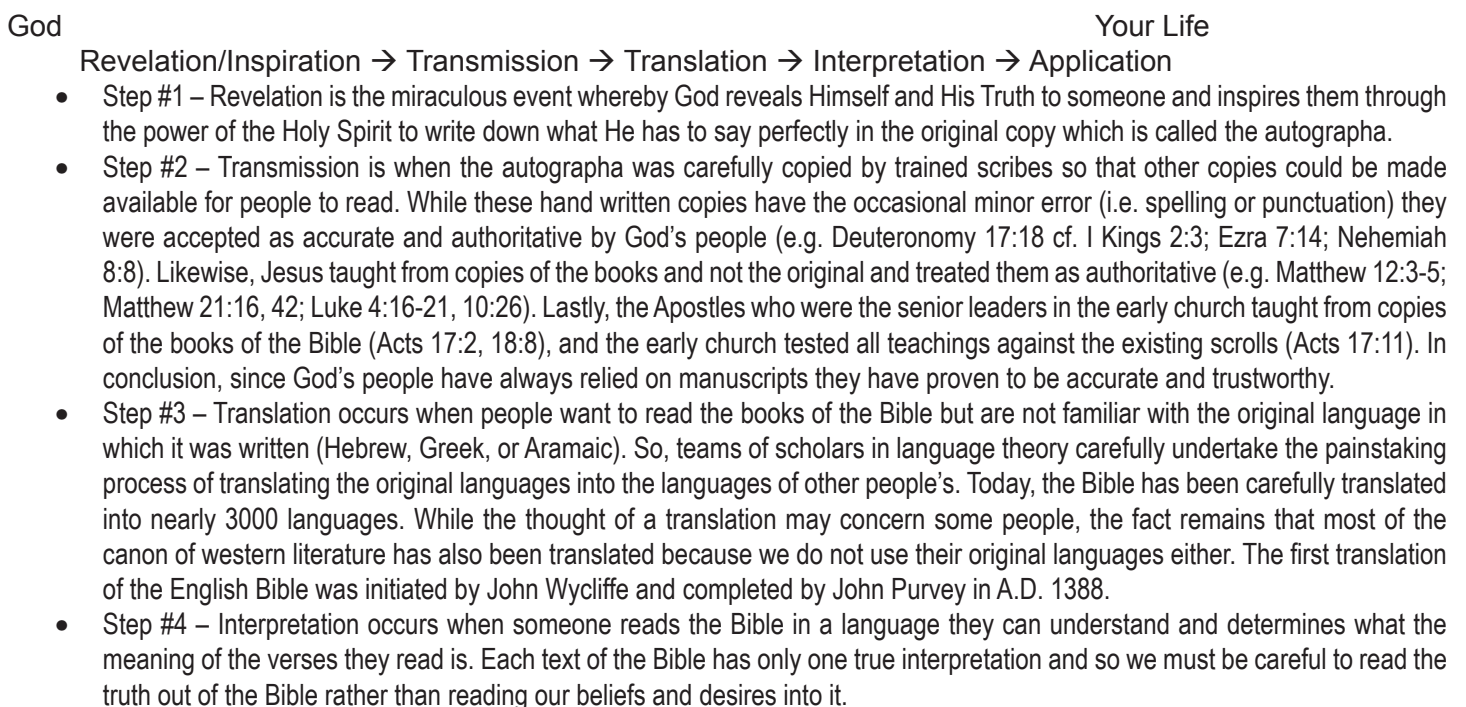 God Your Life
Revelation/Inspiration → Transmission → Translation → Interpretation → Application
• Step #1 – Revelation is the miraculous event whereby God reveals Himself and His Truth to someone and inspires them through
the power of the Holy Spirit to write down what He has to say perfectly in the original copy which is called the autographa.
• Step #2 – Transmission is when the autographa was carefully copied by trained scribes so that other copies could be made
available for people to read. While these hand written copies have the occasional minor error (i.e. spelling or punctuation) they
were accepted as accurate and authoritative by God’s people (e.g. Deuteronomy 17:18 cf. I Kings 2:3; Ezra 7:14; Nehemiah
8:8). Likewise, Jesus taught from copies of the books and not the original and treated them as authoritative (e.g. Matthew 12:3-5;
Matthew 21:16, 42; Luke 4:16-21, 10:26). Lastly, the Apostles who were the senior leaders in the early church taught from copies
of the books of the Bible (Acts 17:2, 18:8), and the early church tested all teachings against the existing scrolls (Acts 17:11). In
conclusion, since God’s people have always relied on manuscripts they have proven to be accurate and trustworthy.
• Step #3 – Translation occurs when people want to read the books of the Bible but are not familiar with the original language in
which it was written (Hebrew, Greek, or Aramaic). So, teams of scholars in language theory carefully undertake the painstaking
process of translating the original languages into the languages of other people’s. Today, the Bible has been carefully translated
into nearly 3000 languages. While the thought of a translation may concern some people, the fact remains that most of the
canon of western literature has also been translated because we do not use their original languages either. The first translation
of the English Bible was initiated by John Wycliffe and completed by John Purvey in A.D. 1388.
• Step #4 – Interpretation occurs when someone reads the Bible in a language they can understand and determines what the
meaning of the verses they read is. Each text of the Bible has only one true interpretation and so we must be careful to read the
truth out of the Bible rather than reading our beliefs and desires into it.